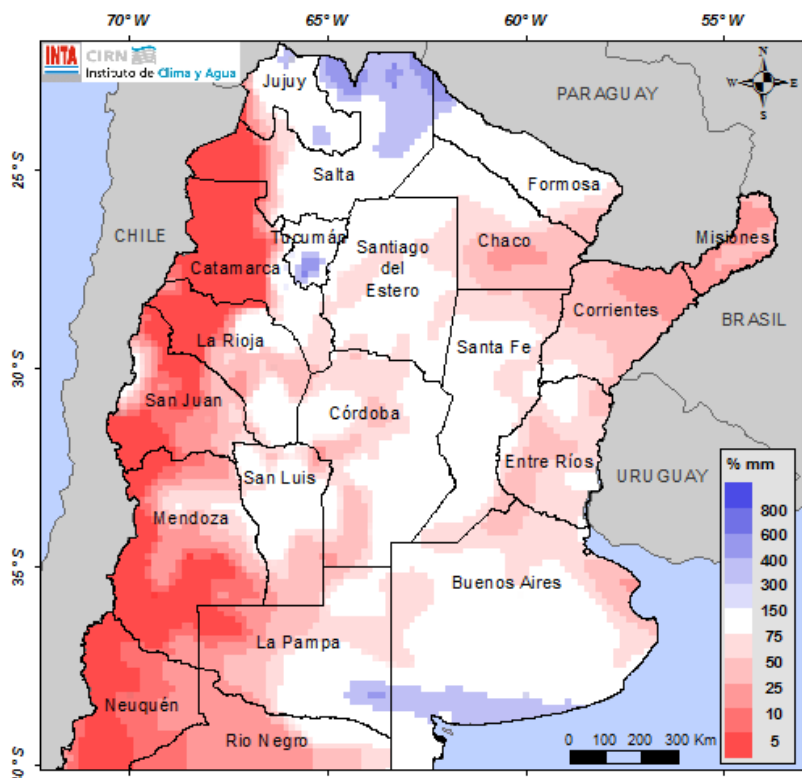 70°W 65°W 60°W 55°W
INTA CIRN
Instituto de Clima y Agua
N
W E
S
Jujuy
PARAGUAY
25°S
Salta
Formosa
CHILE
Tucumán
Chaco
Misiones
Santiago
del
Estero
Catamarca
Corrientes
BRASIL
La Rioja
Santa Fe
30°S
San Juan
Córdoba
Entre Ríos
San Luis
URUGUAY
Mendoza
% mm
800
600
400
300
150
75
50
25
10
5
35°S
Buenos Aires
La Pampa
Neuquén
Rio Negro
0 100 200 300 Km
40°S